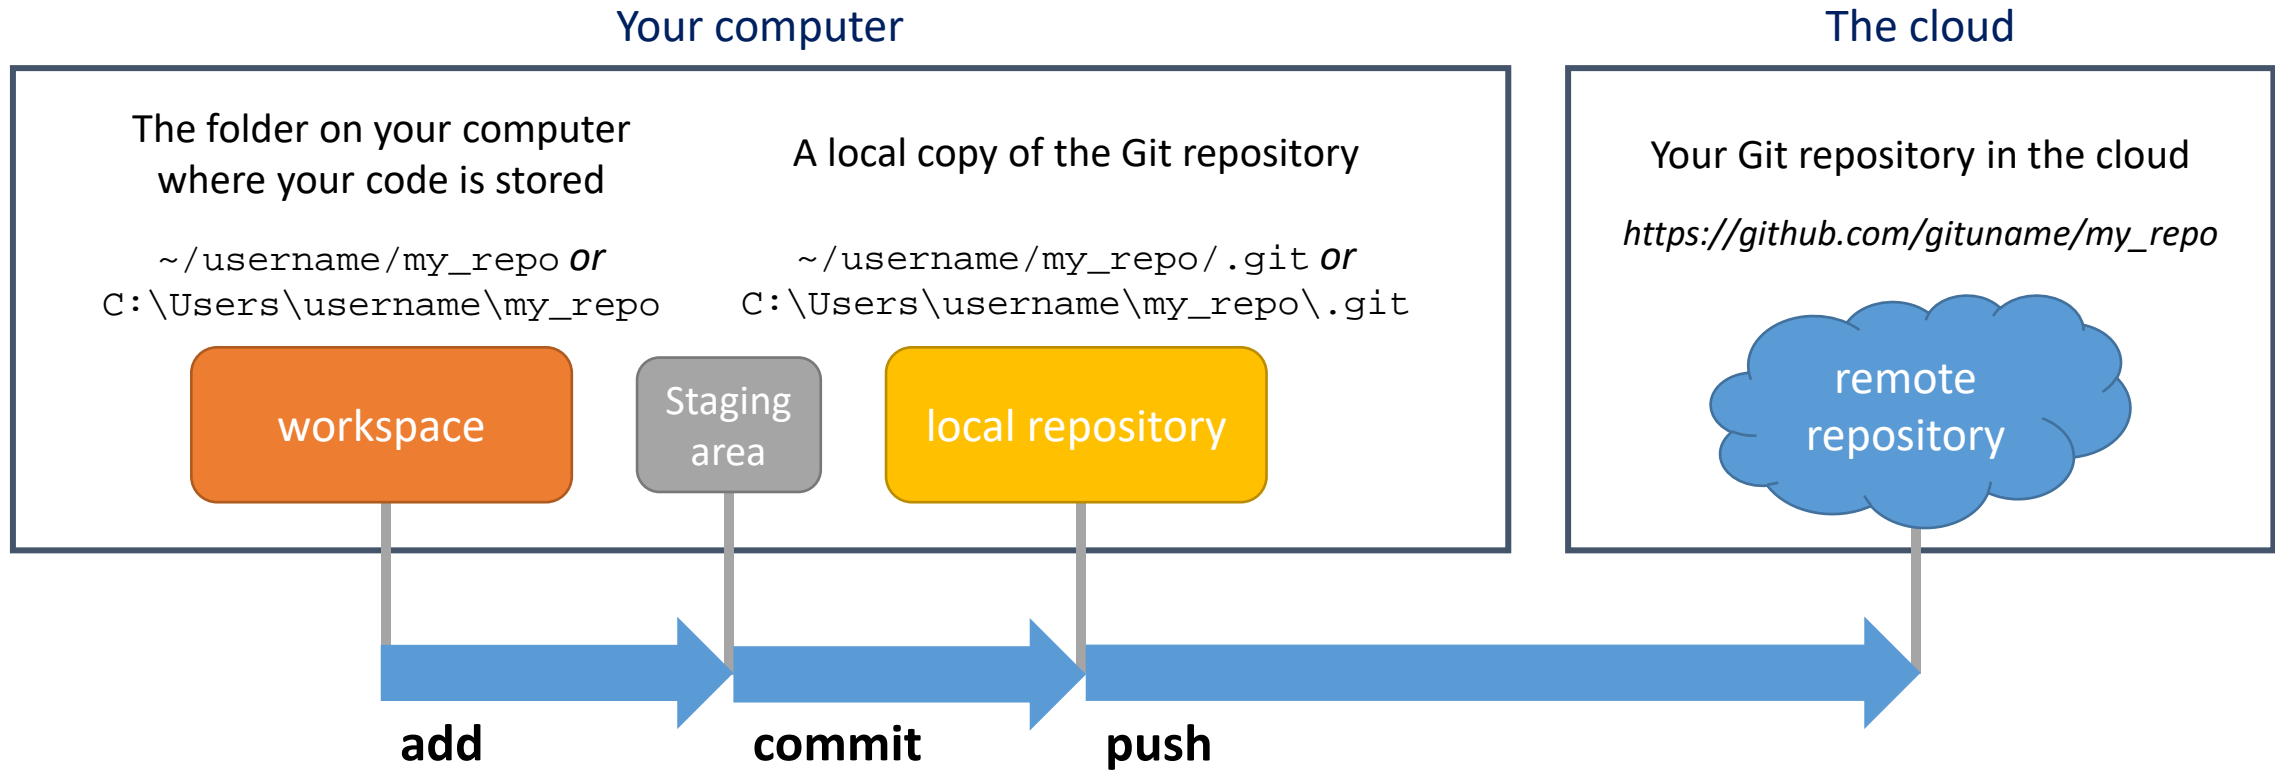 Your computer
The cloud
The folder on your computer
where your code is stored
~/username/my_repo or
C:\Users\username\my_repo
A local copy of the Git repository
~/username/my_repo/.git or
C:\Users\username\my_repo\.git
Your Git repository in the cloud
https://github.com/gituname/my_repo
workspace
Staging
area
local repository
remote
repository
add
commit
push